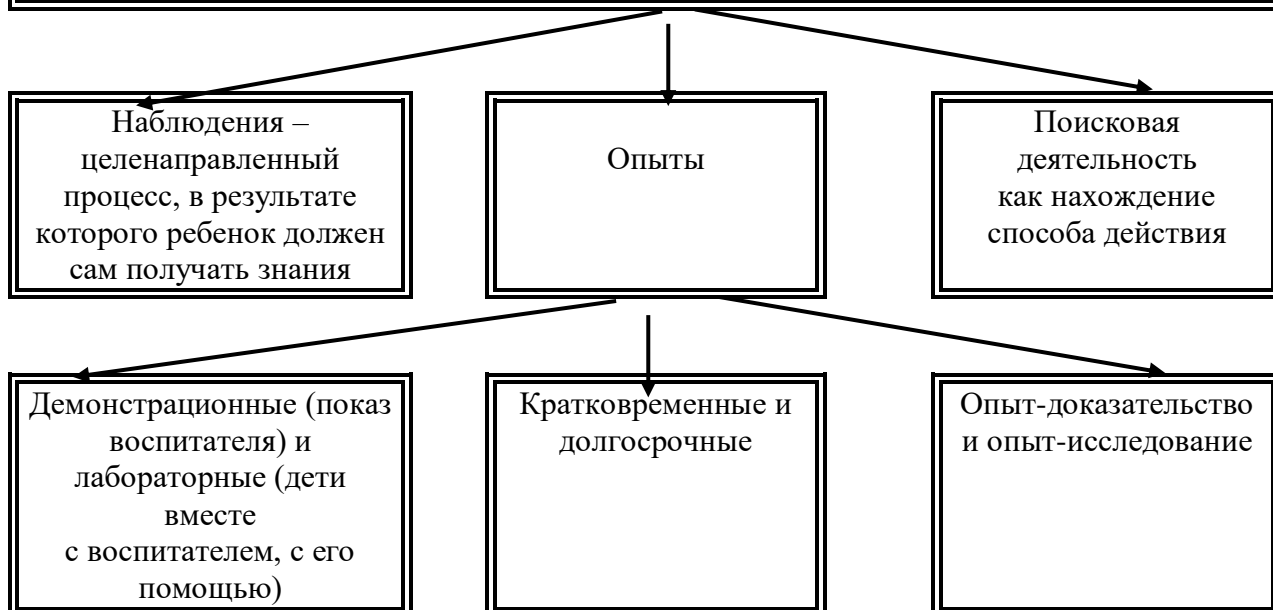 Наблюдения –
целенаправленный
процесс, в результате
которого ребенок должен
сам получать знания
Опыты
Поисковая
деятельность
как нахождение
способа действия
Демонстрационные (показ
воспитателя) и
лабораторные (дети
вместе
с воспитателем, с его
помощью)
Кратковременные и
долгосрочные
Опыт-доказательство
и опыт-исследование